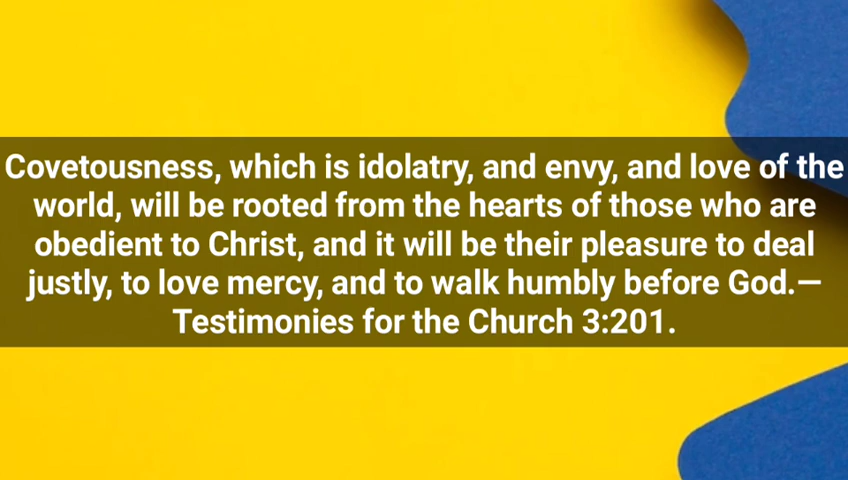 Covetousness, which is idolatry, and envy, and love of the
world, will be rooted from the hearts of those who are
obedient to Christ, and it will be their pleasure to deal
justly, to love mercy, and to walk humbly before God.—
Testimonies for the Church 3:201.